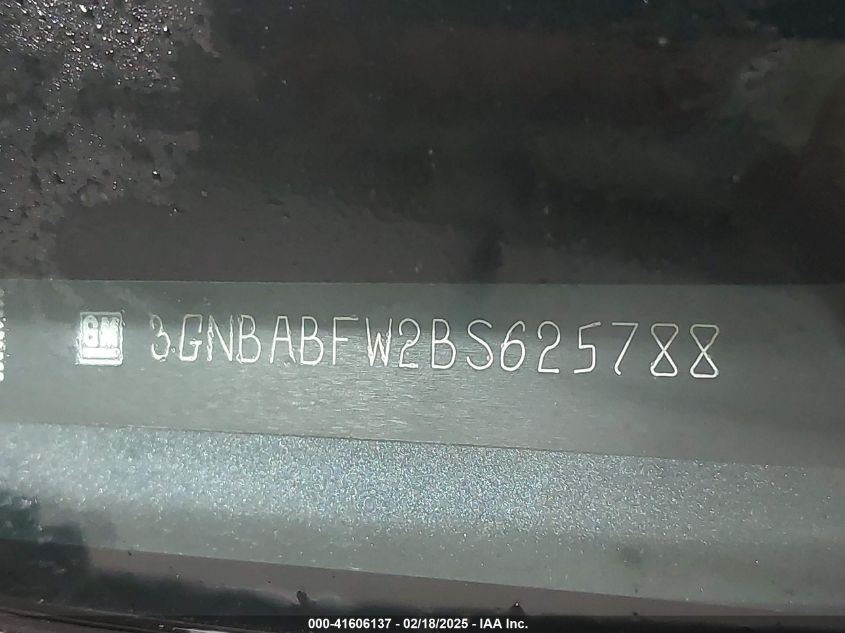 GM 3GNBABFW2BS625788
000-41606137 - 02/18/2025 - IAA Inc.